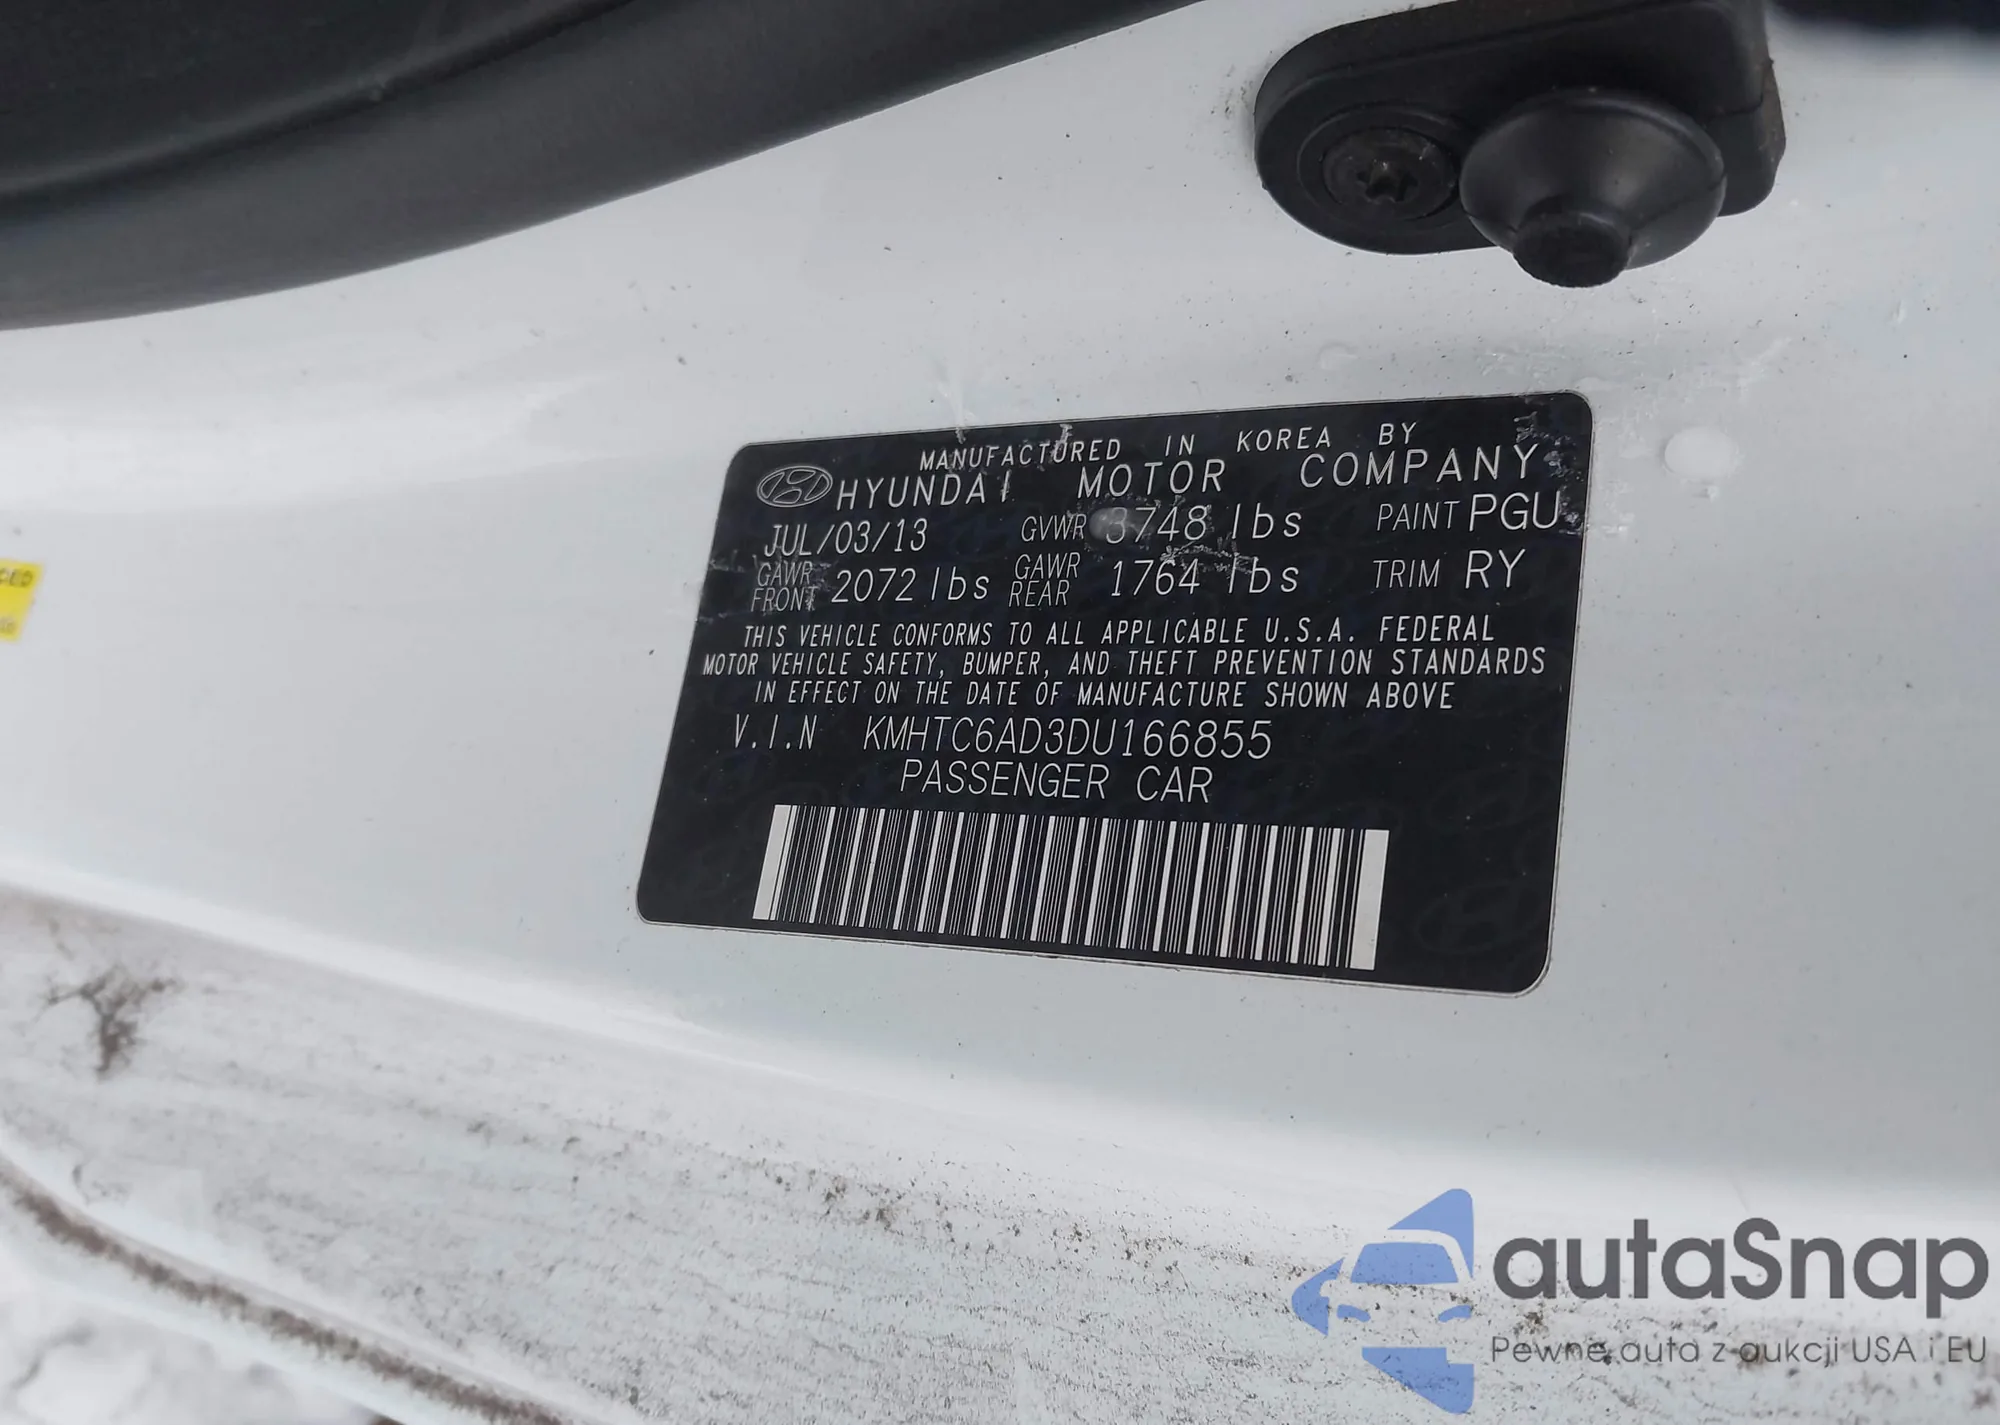 MANUFACTURED IN KOREA BY
HYUNDAI MOTOR COMPANY
JUL/03/13 GVWR 3748 lbs PAINT PGU
GAWR FRONT 2072 lbs GAWR REAR 1764 lbs TRIM RY
THIS VEHICLE CONFORMS TO ALL APPLICABLE U.S.A. FEDERAL
MOTOR VEHICLE SAFETY, BUMPER, AND THEFT PREVENTION STANDARDS
IN EFFECT ON THE DATE OF MANUFACTURE SHOWN ABOVE
V.I.N KMHTC6AD3DU166855
PASSENGER CAR
autaSnap
Pewne auta z aukcji USA i EU